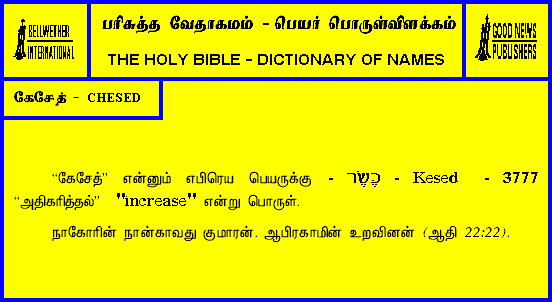 BELLWETHER
INTERNATIONAL
பரிசுத்த வேதாகமம் - பெயர் பொருள்விளக்கம்
THE HOLY BIBLE - DICTIONARY OF NAMES
GOOD NEWS
PUBLISHERS
கேசேத் - CHESED
“கேசேத்” என்னும் எபிரெய பெயருக்கு - כֶּשֶׂר - Kesed - 3777
“அதிகரித்தல்” "increase" என்று பொருள்.
நாகோரின் நான்காவது குமாரன். ஆபிரகாமின் உறவினன் (ஆதி 22:22).